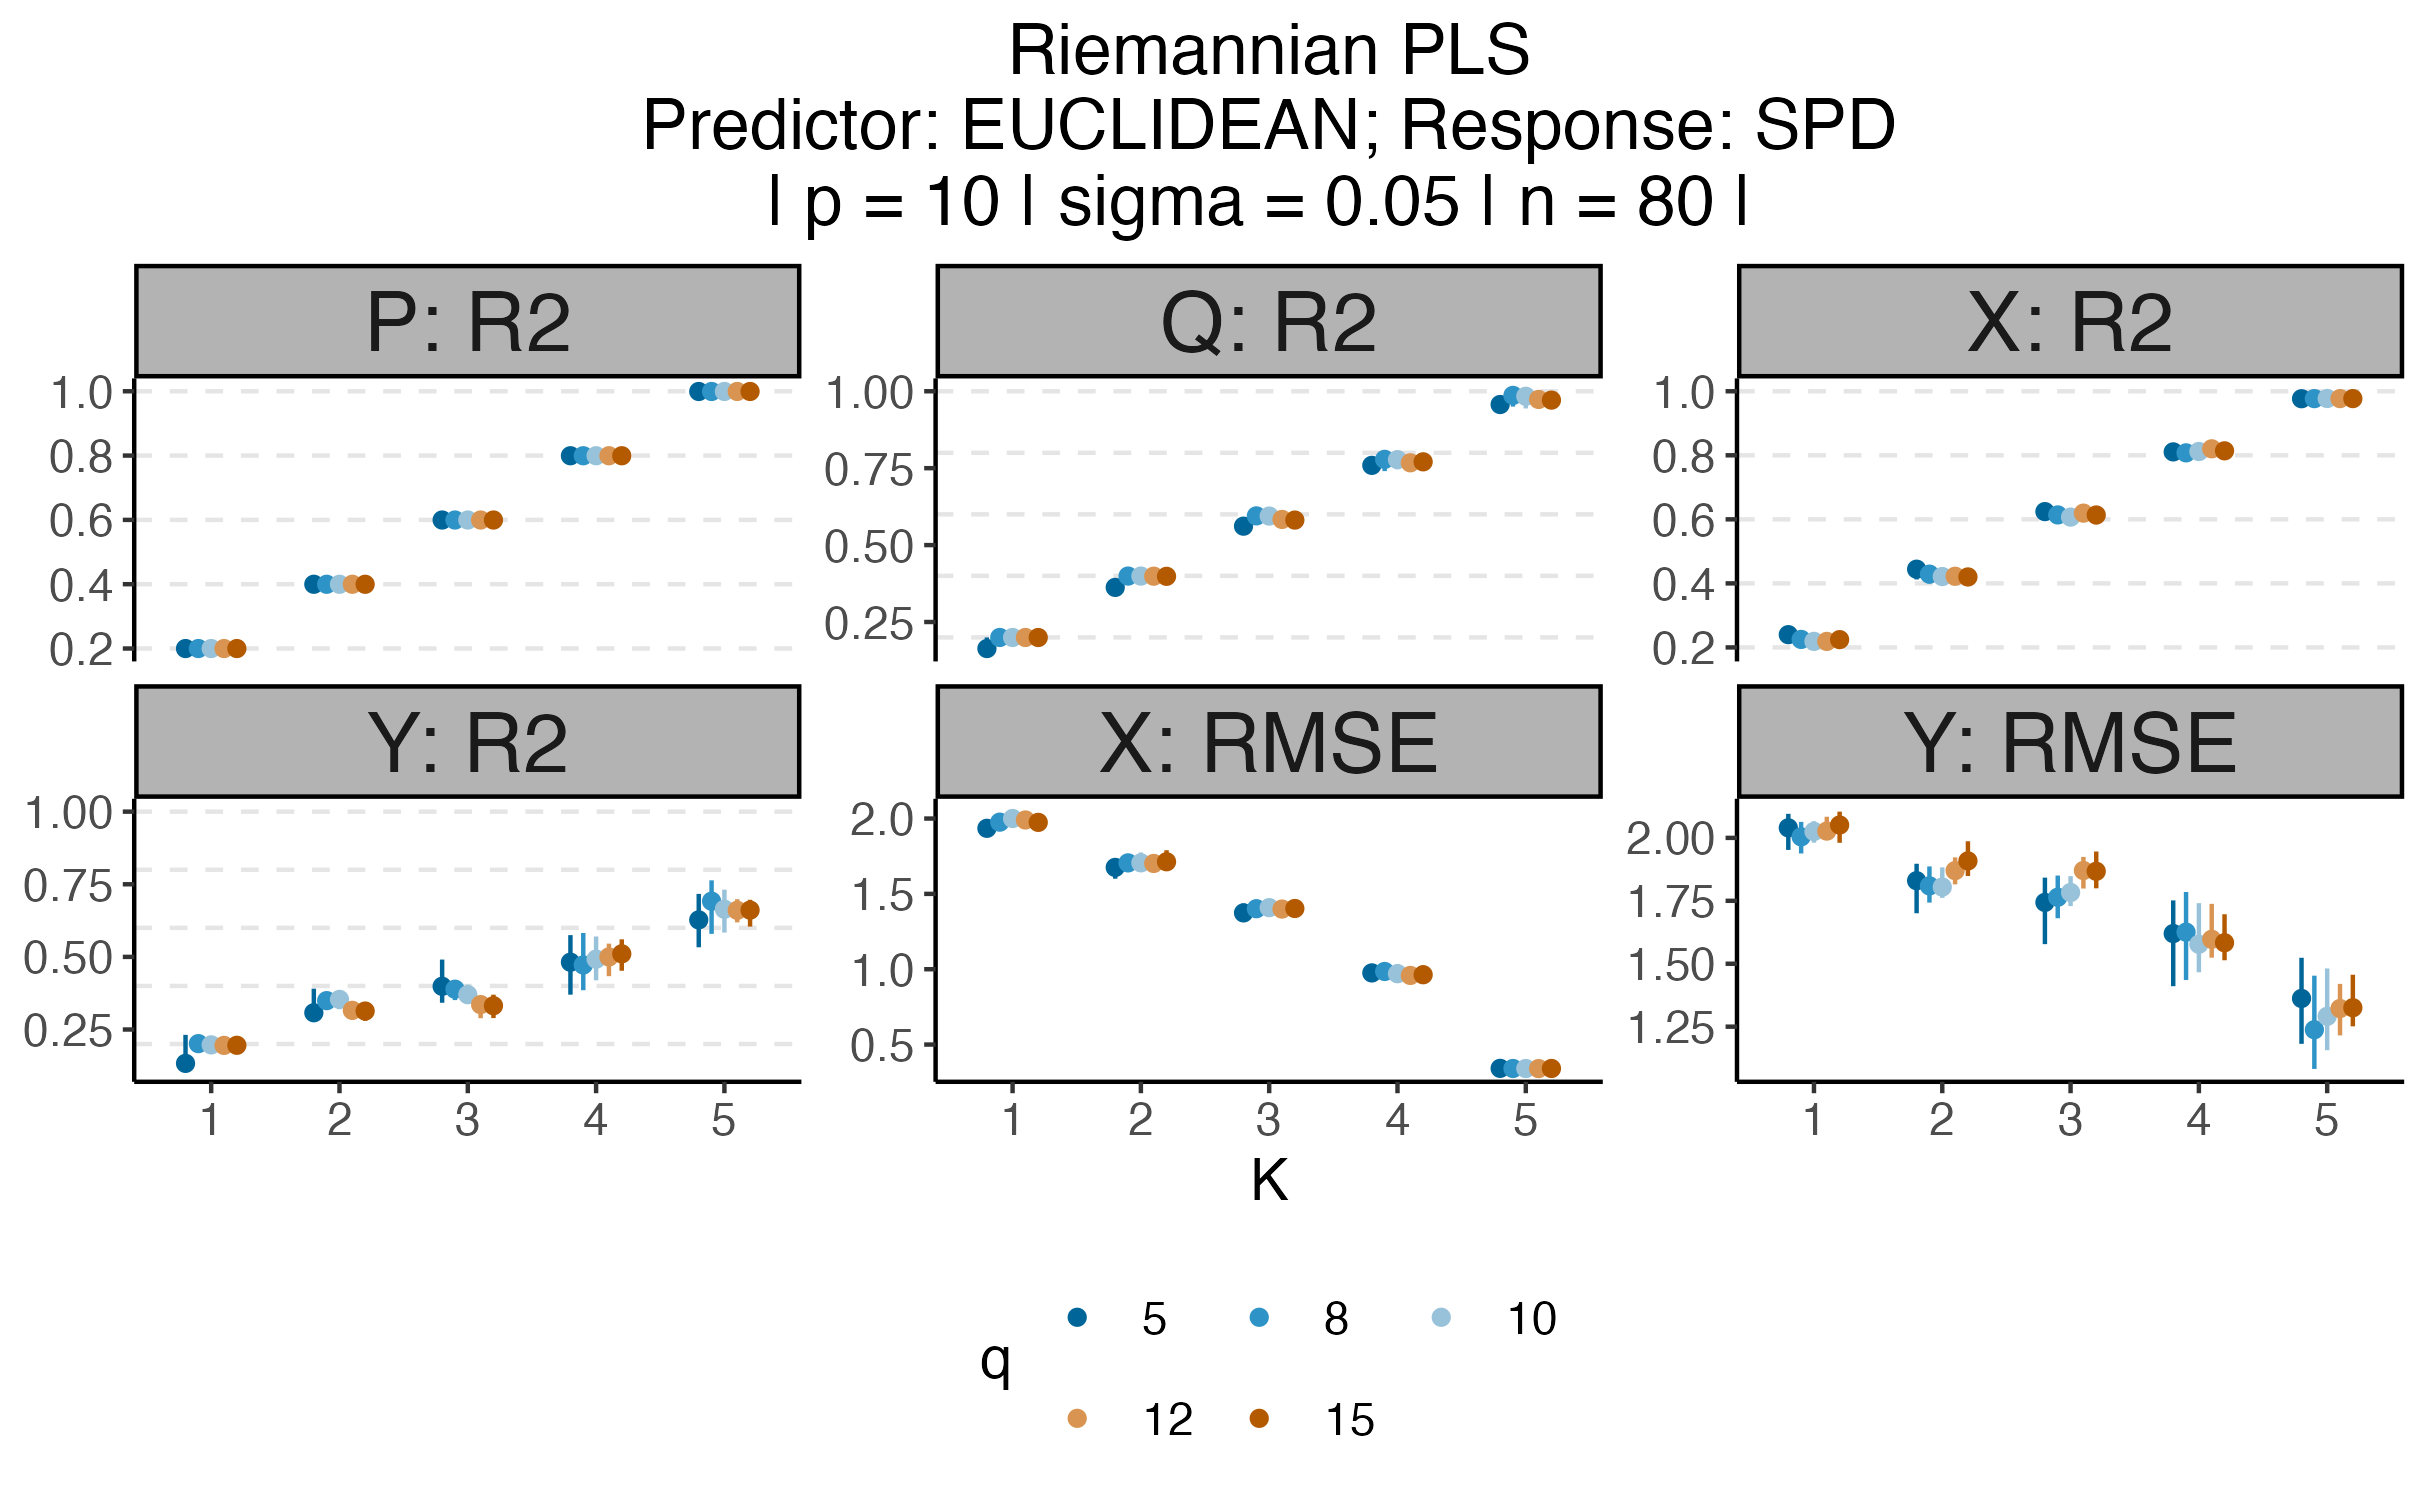 Riemannian PLS
Predictor: EUCLIDEAN; Response: SPD
| p = 10 | sigma = 0.05 | n = 80 |
P: R2
Q: R2
X: R2
1.0
0.8
0.6
0.4
0.2
1.00
0.75
0.50
0.25
1.0
0.8
0.6
0.4
0.2
Y: R2
X: RMSE
Y: RMSE
1.00
0.75
0.50
0.25
2.0
1.5
1.0
0.5
2.00
1.75
1.50
1.25
1 2 3 4 5
1 2 3 4 5
1 2 3 4 5
K
q
5 8 10
12 15